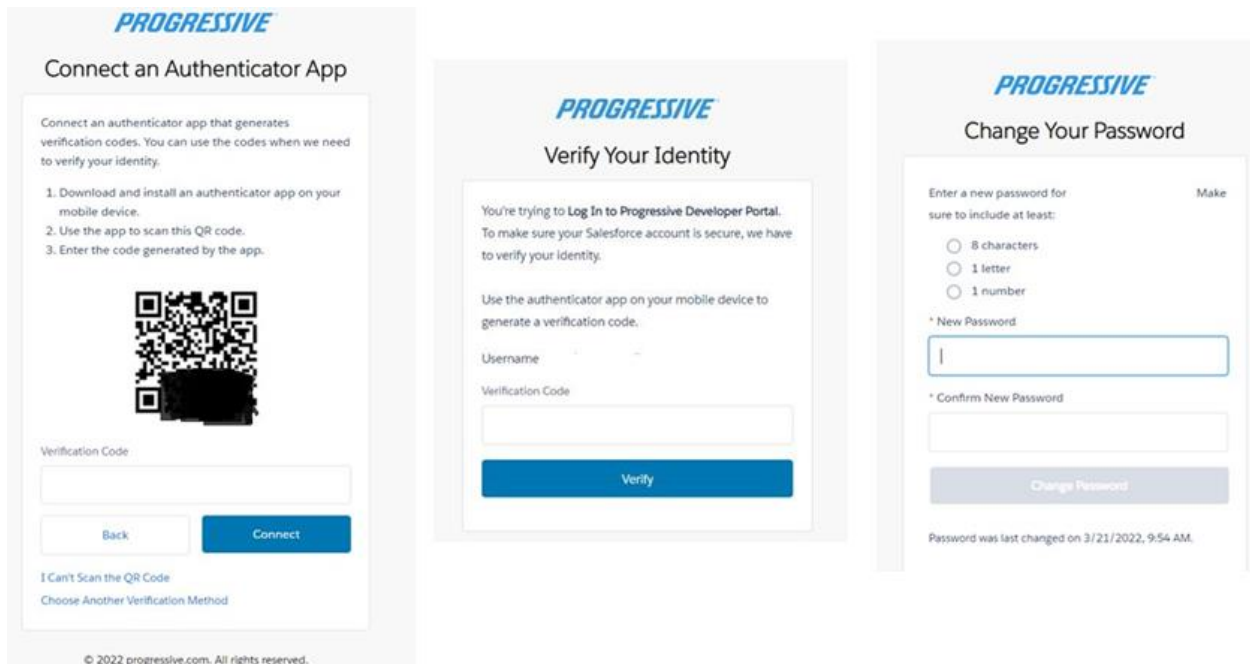 PROGRESSIVE
Connect an Authenticator App
Connect an authenticator app that generates
verification codes. You can use the codes when we need
to verify your identity.
1. Download and install an authenticator app on your
mobile device.
2. Use the app to scan this QR code.
3. Enter the code generated by the app.
Verification Code
Back
Connect
I Can't Scan the QR Code
Choose Another Verification Method
© 2022 progressive.com. All rights reserved.
PROGRESSIVE
Verify Your Identity
You're trying to Log In to Progressive Developer Portal.
To make sure your Salesforce account is secure, we have
to verify your identity.
Use the authenticator app on your mobile device to
generate a verification code.
Username
Verification Code
Verify
PROGRESSIVE
Change Your Password
Enter a new password for Make
sure to include at least:
8 characters
1 letter
1 number
* New Password
* Confirm New Password
Change Password
Password was last changed on 3/21/2022, 9:54 AM.